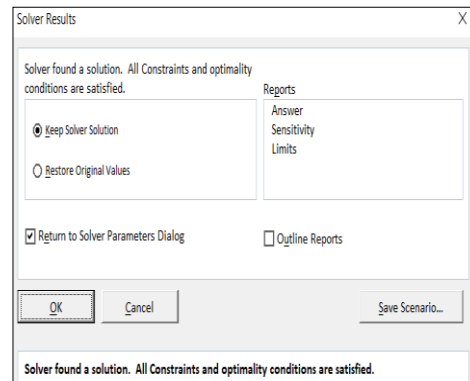 Solver Results X
Solver found a solution. All Constraints and optimality
conditions are satisfied.
Reports
Answer
Sensitivity
Limits
Keep Solver Solution
Restore Original Values
Return to Solver Parameters Dialog
Outline Reports
OK
Cancel
Save Scenario...
Solver found a solution. All Constraints and optimality conditions are satisfied.